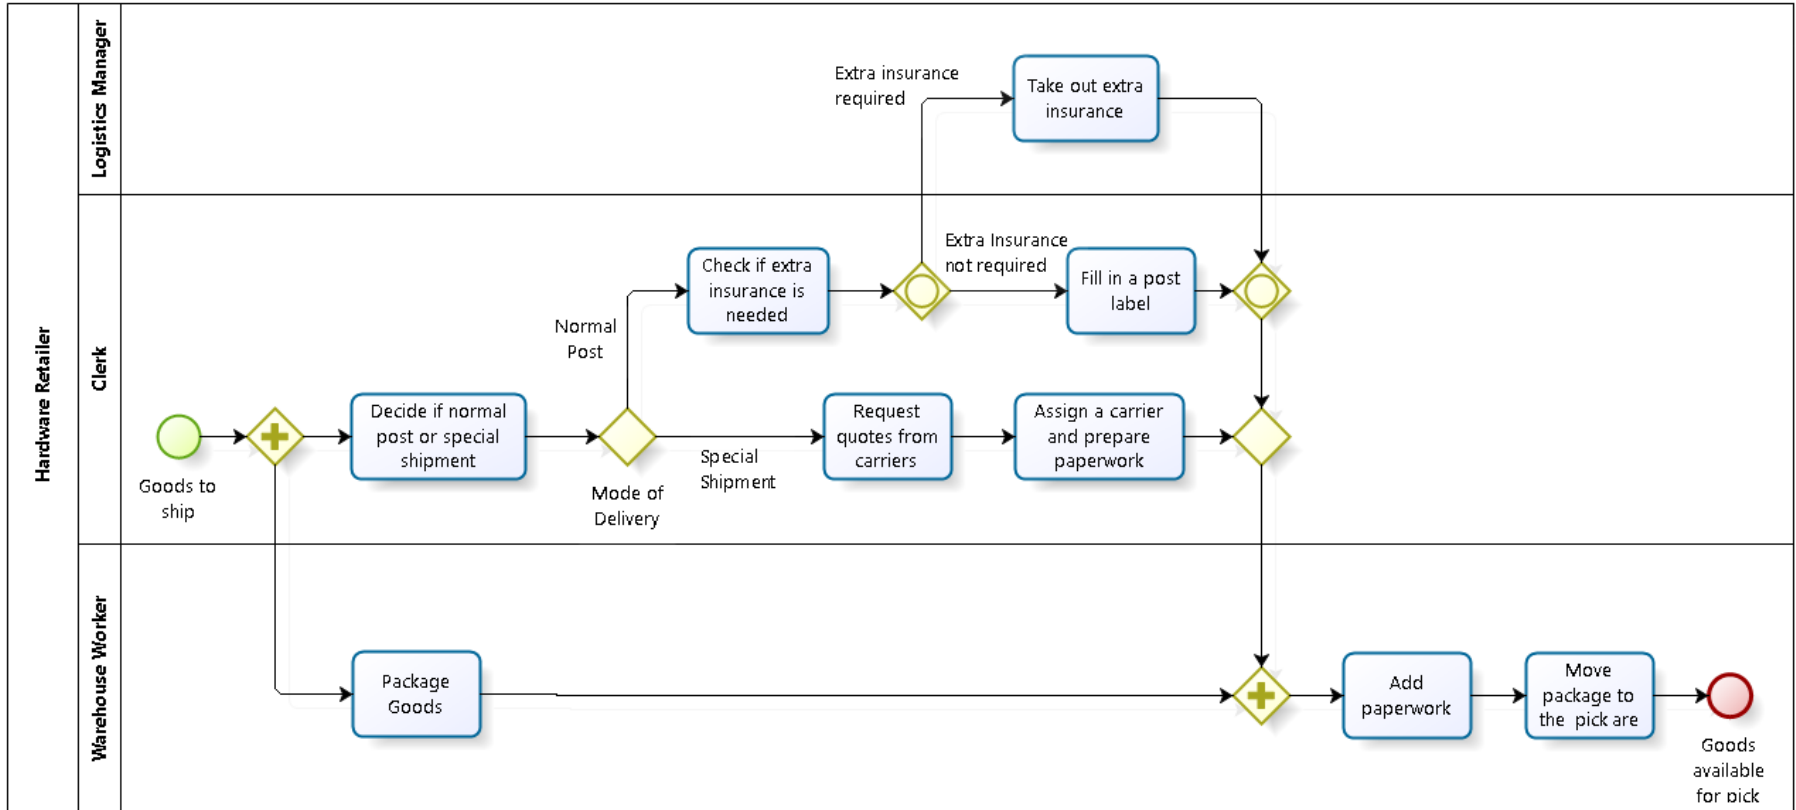 Hardware Retailer
Logistics Manager
Extra insurance
required
Take out extra
insurance
Clerk
Goods to
ship
Decide if normal
post or special
shipment
Mode of
Delivery
Normal
Post
Check if extra
insurance is
needed
Extra Insurance
not required
Fill in a post
label
Special
Shipment
Request
quotes from
carriers
Assign a carrier
and prepare
paperwork
Warehouse Worker
Package
Goods
Add
paperwork
Move
package to
the pick are
Goods
available
for pick